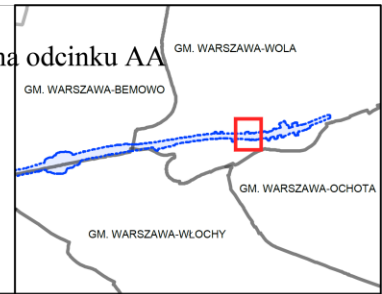 na odcinku AA
GM. WARSZAWA-WOLA
GM. WARSZAWA-BEMOWO
GM. WARSZAWA-OCHOTA
GM. WARSZAWA-WŁOCHY